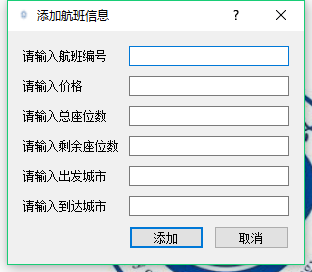 添加航班信息
?
请输入航班编号
请输入价格
请输入总座位数
请输入剩余座位数
请输入出发城市
请输入到达城市
添加 取消